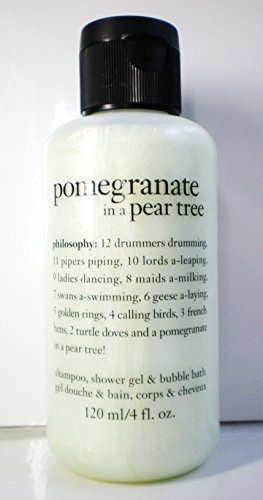 pomegranate
in a pear tree
philosophy: 12 drummers drumming,
11 pipers piping, 10 lords a-leaping,
9 ladies dancing, 8 maids a-milking,
7 swans a-swimming, 6 geese a-laying,
5 golden rings, 4 calling birds, 3 french
hens, 2 turtle doves and a pomegranate
in a pear tree!
shampoo, shower gel & bubble bath
gel douche & bain, corps & cheveux
120 ml/4 fl. oz.